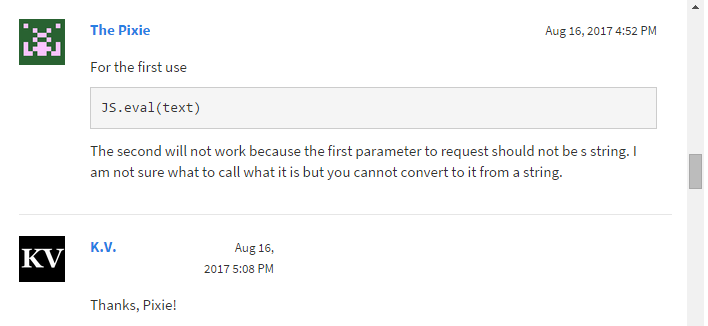 The Pixie
Aug 16, 2017 4:52 PM
For the first use
JS.eval(text)
The second will not work because the first parameter to request should not be s string. I
am not sure what to call what it is but you cannot convert to it from a string.
KV
K.V.
Aug 16,
2017 5:08 PM
Thanks, Pixie!